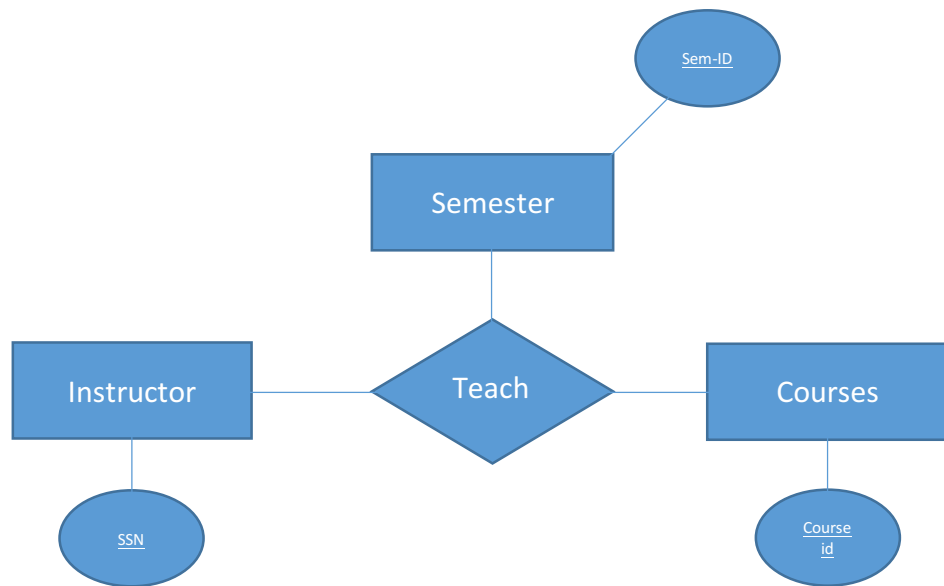 Sem-ID
Semester
Instructor
Teach
Courses
SSN
Course
id